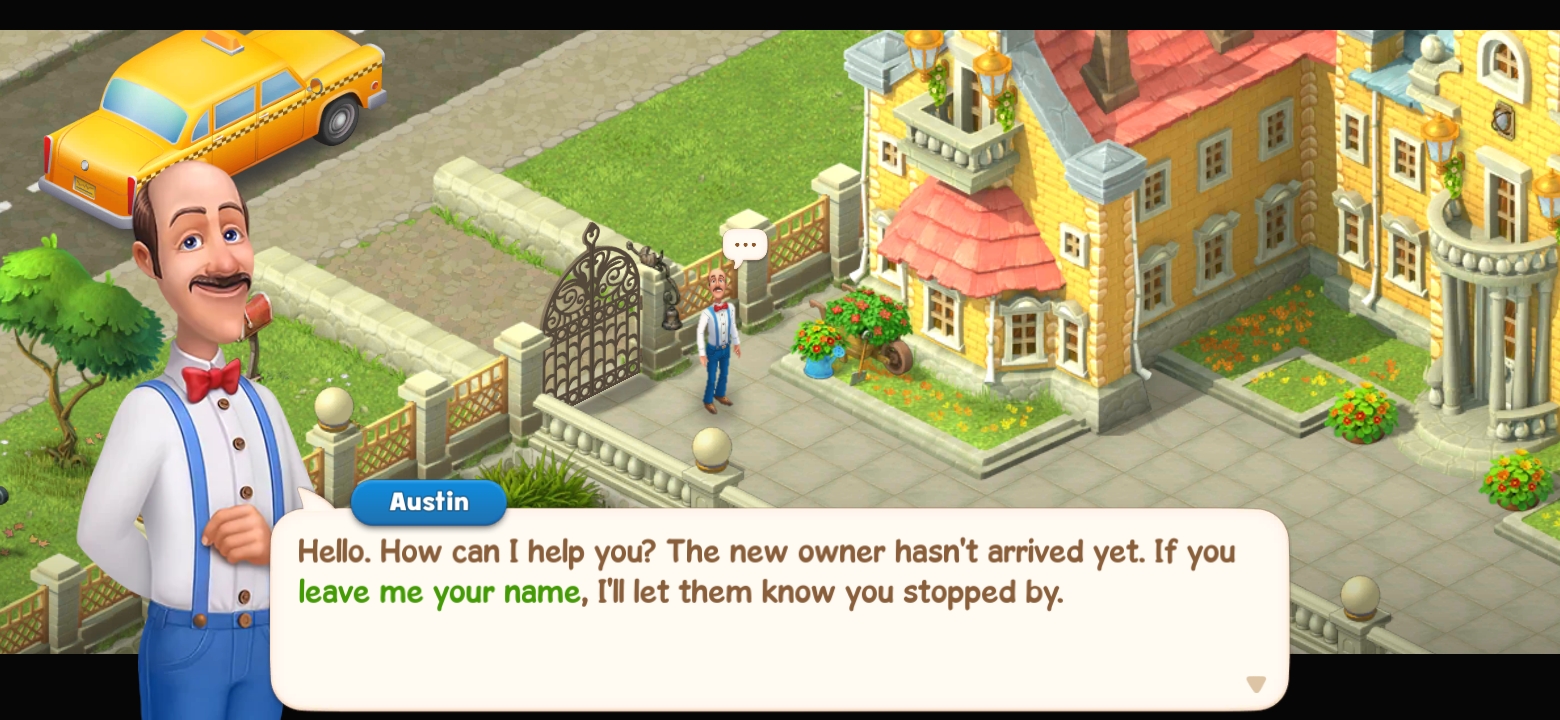 Austin
Hello. How can I help you? The new owner hasn't arrived yet. If you
leave me your name, I'll let them know you stopped by.